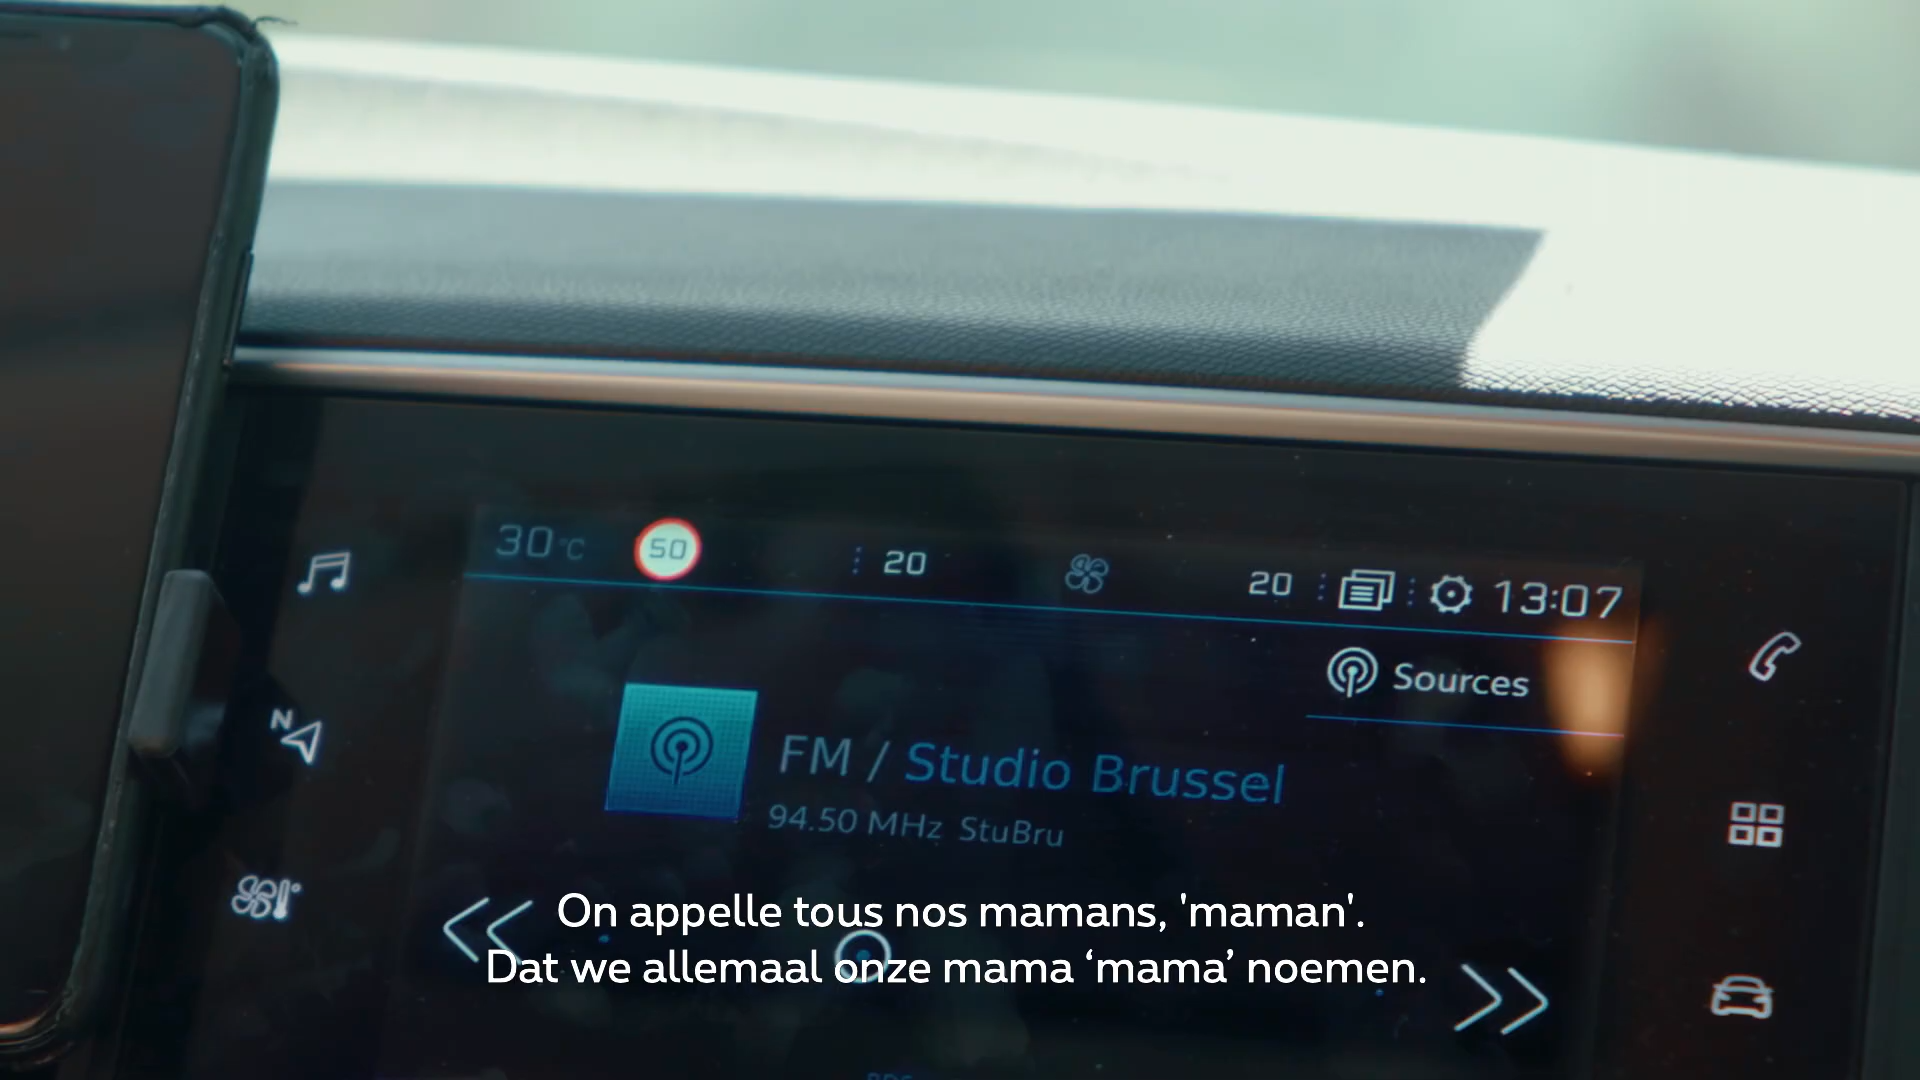 30°C 50 20 20 13:07
N
Sources
FM / Studio Brussel
94.50 MHz StuBru
On appelle tous nos mamans, 'maman'.
Dat we allemaal onze mama ‘mama’ noemen.